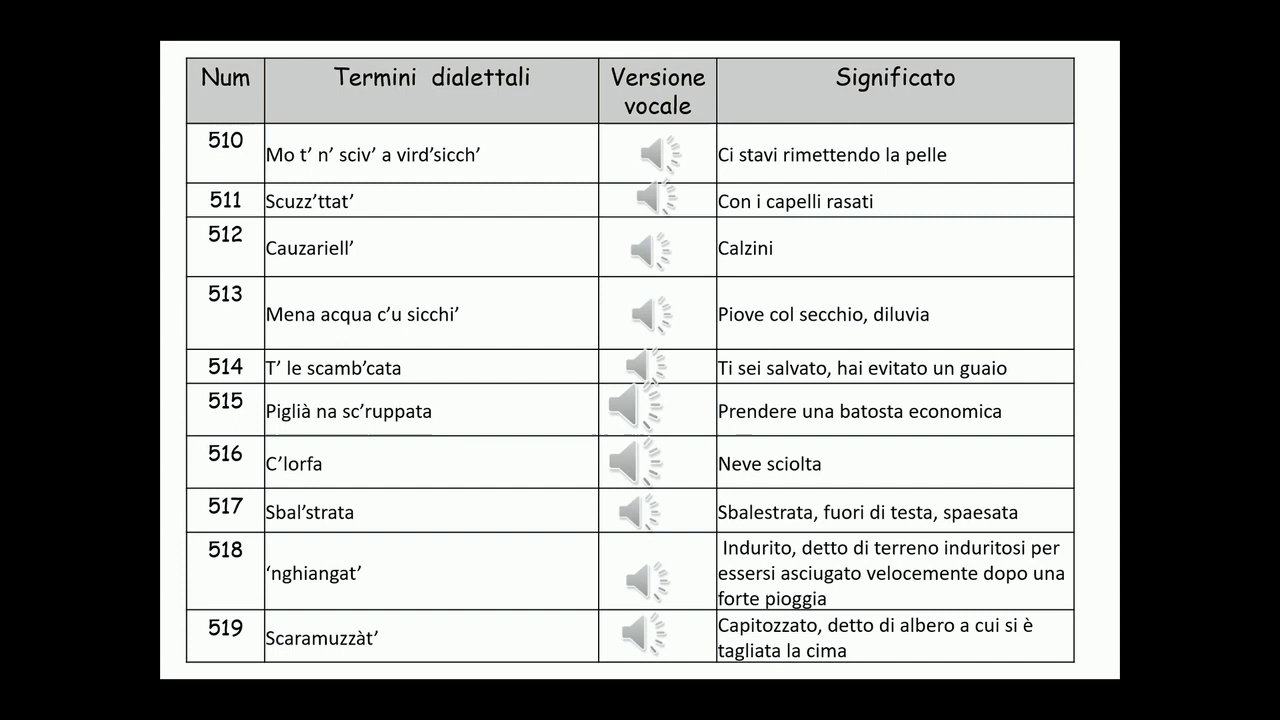 Num Termini dialettali Versione vocale Significato
510 Mo t’ n’ sciv’ a vird’sicch’ Ci stavi rimettendo la pelle
511 Scuzz’ttat’ Con i capelli rasati
512 Cauzariell’ Calzini
513 Mena acqua c’u sicchi’ Piove col secchio, diluvia
514 T’ le scamb’cata Ti sei salvato, hai evitato un guaio
515 Piglià na sc’ruppata Prendere una batosta economica
516 C’lorfa Neve sciolta
517 Sbal’strata Sbalestrata, fuori di testa, spaesata
518 ‘nghiangat’ Indurito, detto di terreno induritosi per
essersi asciugato velocemente dopo una
forte pioggia
519 Scaramuzzàt’ Capitozzato, detto di albero a cui si è
tagliata la cima